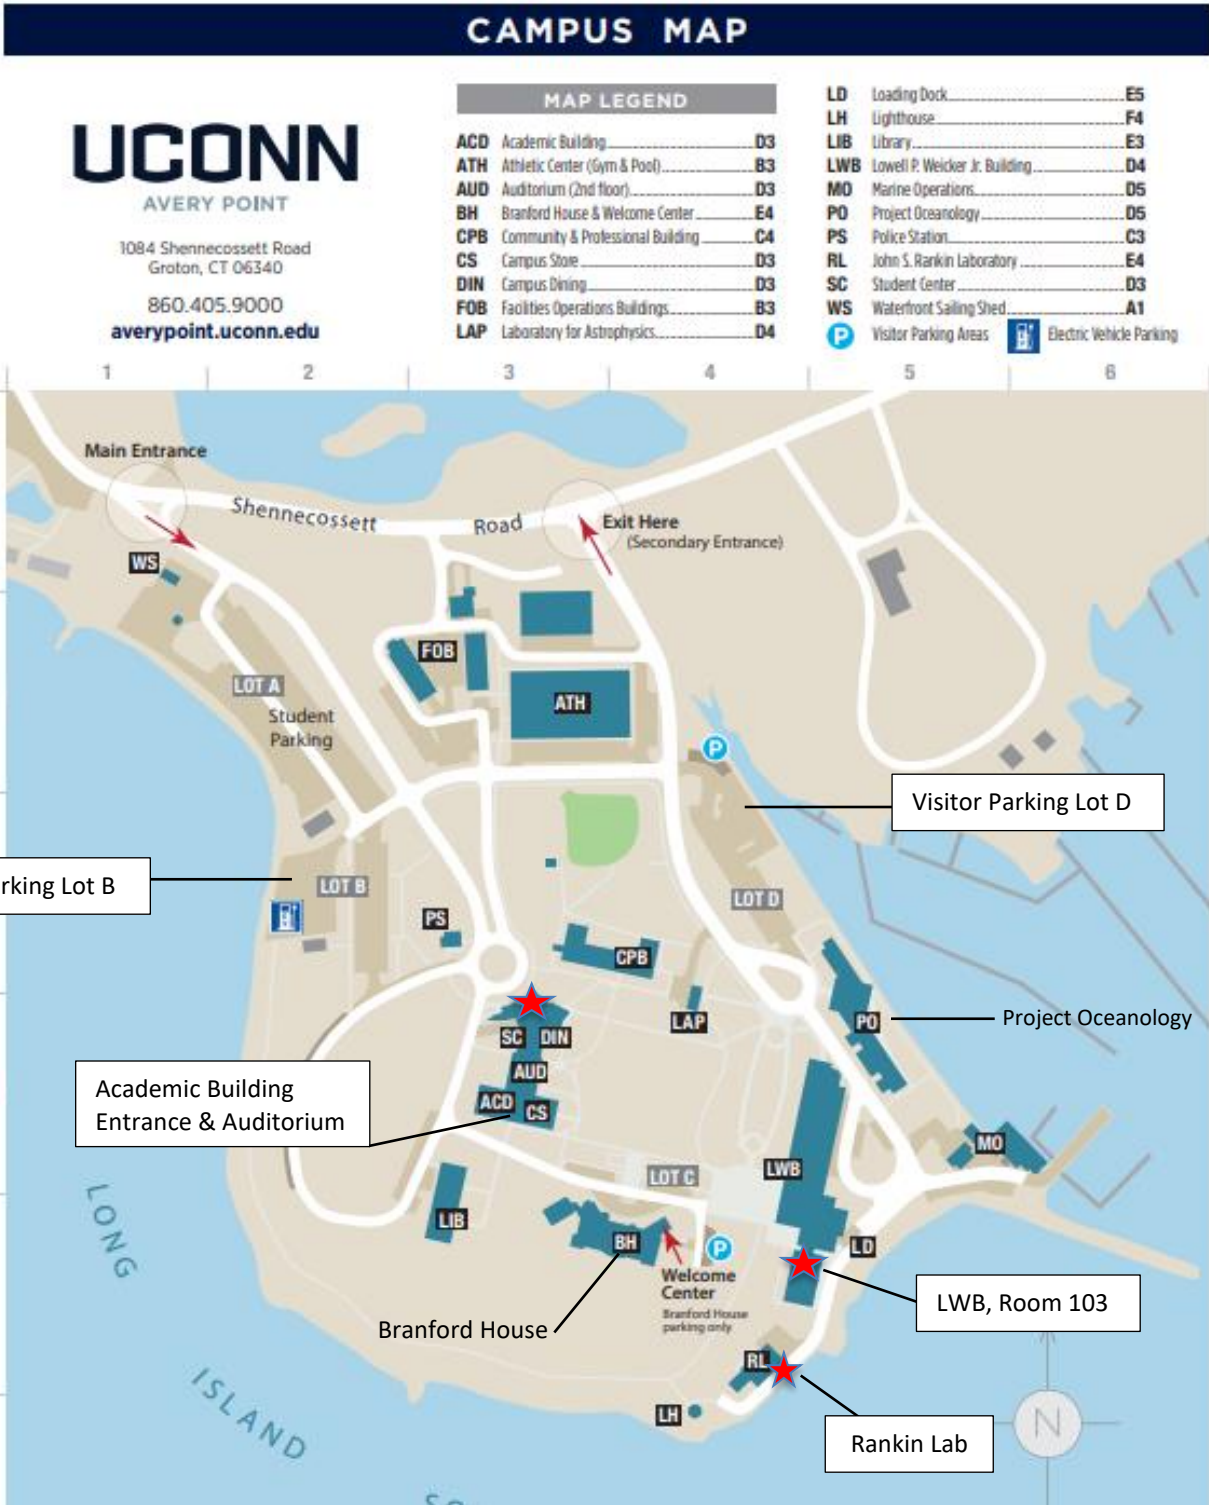 CAMPUS MAP
UCONN
AVERY POINT
1084 Shennecossett Road
Groton, CT 06340
860.405.9000
averypoint.uconn.edu
MAP LEGEND
ACD Academic Building D3
ATH Athletic Center (Gym & Pool) B3
AUD Auditorium (2nd floor) D3
BH Branford House & Welcome Center E4
CPB Community & Professional Building C4
CS Campus Store D3
DIN Campus Dining D3
FOB Facilities Operations Buildings B3
LAP Laboratory for Astrophysics D4
LD Loading Dock E5
LH Lighthouse F4
LIB Library E3
LWB Lowell P. Weicker Jr. Building D4
MO Marine Operations D5
PO Project Oceanology D5
PS Police Station C3
RL John S. Rankin Laboratory E4
SC Student Center D3
WS Waterfront Sailing Shed A1
P Visitor Parking Areas Electric Vehicle Parking
1 2 3 4 5 6
Main Entrance
Shennecossett Road
Exit Here
(Secondary Entrance)
WS
FOB
LOT A
ATH
Student
Parking
P
Visitor Parking Lot D
rking Lot B
LOT B
LOT D
PS
CPB
LAP
PO
Project Oceanology
SC DIN
AUD
Academic Building
Entrance & Auditorium
ACD CS
MO
LOT C
LWB
LIB
BH
P
LD
Welcome
Center
Branford House
parking only
LWB, Room 103
Branford House
RL
LH
Rankin Lab
N
LONG
ISLAND